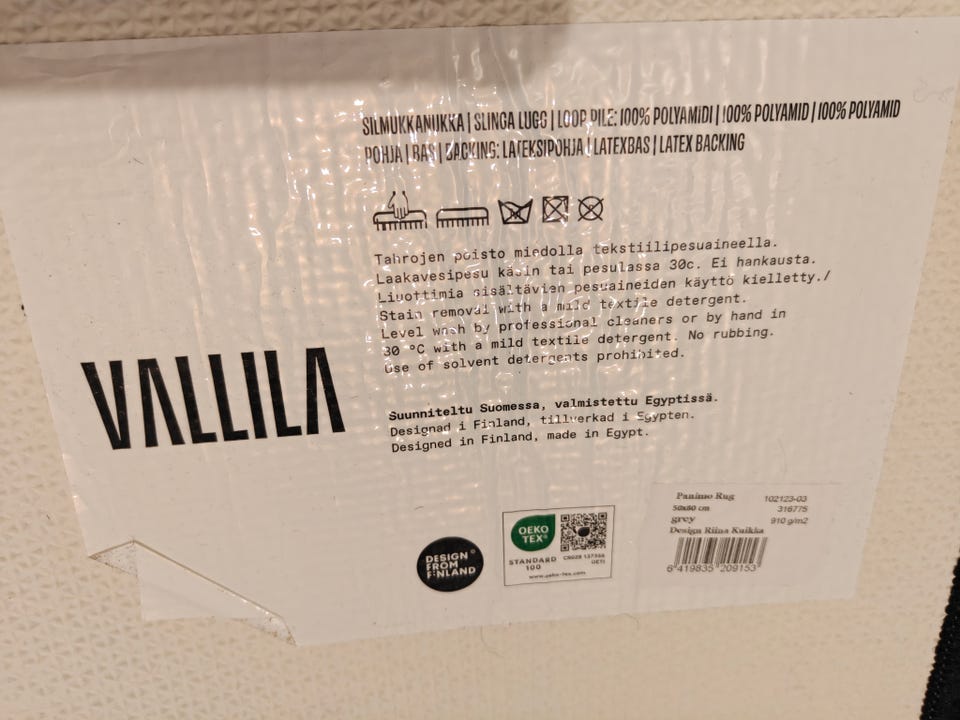 SILMUKKANUKKA | SLINGA LUGG | LOOP PILE: 100% POLYAMIDI | 100% POLYAMID | 100% POLYAMID
POHJA | BAS | BACKING: LATEKSIPOHJA | LATEXBAS | LATEX BACKING
Tahrojen poisto miedolla tekstiilipesuaineella.
Laakavesipesu käsin tai pesulassa 30c. Ei hankausta.
Liuottimia sisältävien pesuaineiden käyttö kielletty./
Stain removal with a mild textile detergent.
Level wash by professional cleaners or by hand in
30 °C with a mild textile detergent. No rubbing.
Use of solvent detergents prohibited.
VALLILA
Suunniteltu Suomessa, valmistettu Egyptissä.
Designad i Finland, tillverkad i Egypten.
Designed in Finland, made in Egypt.
DESIGN
FROM
FINLAND
OEKO
TEX®
STANDARD
100
www.oeko-tex.com
Panimo Rug 102123-03
50x80 cm 316775
grey 910 g/m2
Design Riina Kuikka
6 419835 209153